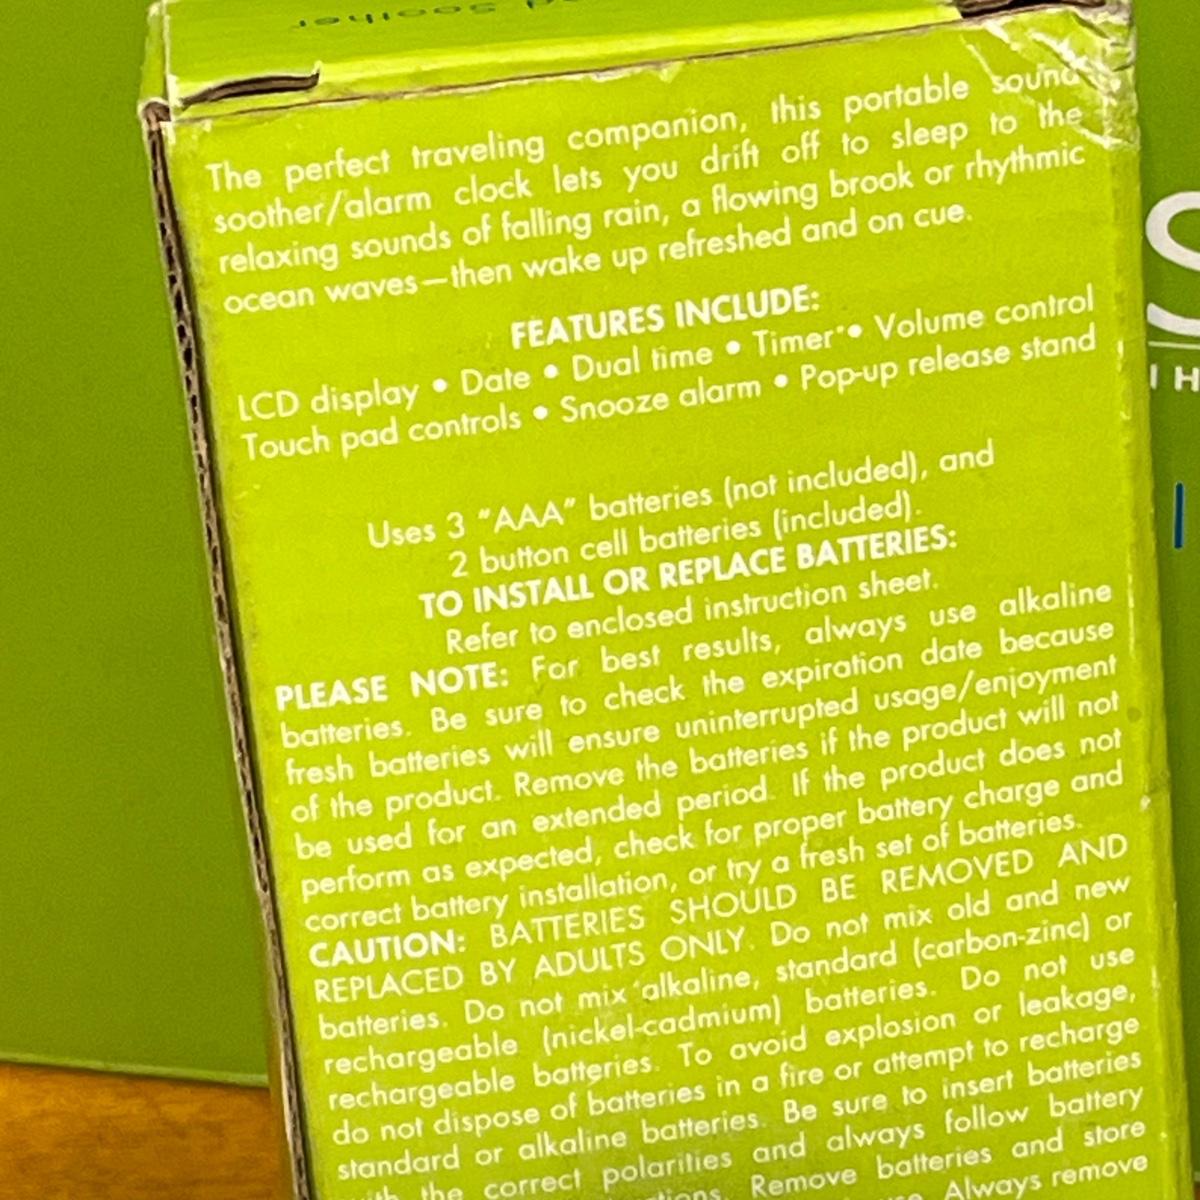 Soother
The perfect traveling companion, this portable sound
soother/alarm clock lets you drift off to sleep to the
relaxing sounds of falling rain, a flowing brook or rhythmic
ocean waves—then wake up refreshed and on cue.
FEATURES INCLUDE:
LCD display • Date • Dual time • Timer • Volume control
Touch pad controls • Snooze alarm • Pop-up release stand
Uses 3 "AAA" batteries (not included), and
2 button cell batteries (included).
TO INSTALL OR REPLACE BATTERIES:
Refer to enclosed instruction sheet.
PLEASE NOTE: For best results, always use alkaline
batteries. Be sure to check the expiration date because
fresh batteries will ensure uninterrupted usage/enjoyment
of the product. Remove the batteries if the product will not
be used for an extended period. If the product does not
perform as expected, check for proper battery charge and
correct battery installation, or try a fresh set of batteries.
CAUTION: BATTERIES SHOULD BE REMOVED AND
REPLACED BY ADULTS ONLY. Do not mix old and new
batteries. Do not mix alkaline, standard (carbon-zinc) or
rechargeable (nickel-cadmium) batteries. Do not use
rechargeable batteries. To avoid explosion or leakage,
do not dispose of batteries in a fire or attempt to recharge
standard or alkaline batteries. Be sure to insert batteries
with the correct polarities and always follow battery
Remove batteries and store
Always remove